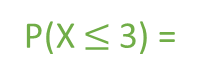 P(X ≤ 3) =